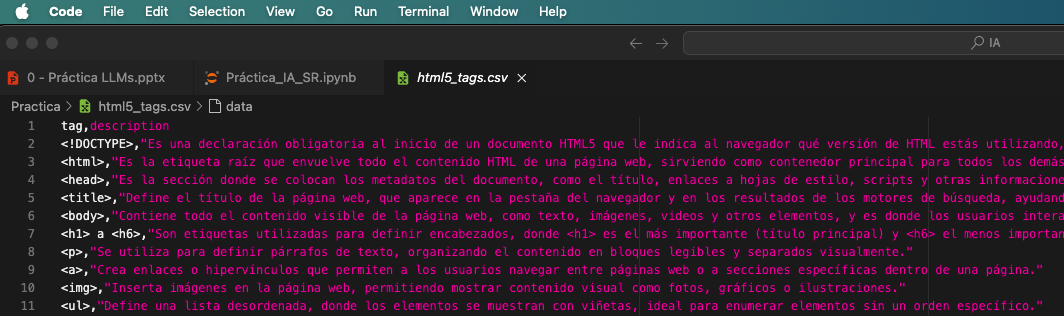 Code File Edit Selection View Go Run Terminal Window Help
IA
0 - Práctica LLMs.pptx Práctica_IA_SR.ipynb html5_tags.csv
Practica > html5_tags.csv > data
1 tag,description
2 <!DOCTYPE>,"Es una declaración obligatoria al inicio de un documento HTML5 que le indica al navegador qué versión de HTML estás utilizando,
3 <html>,"Es la etiqueta raíz que envuelve todo el contenido HTML de una página web, sirviendo como contenedor principal para todos los demás
4 <head>,"Es la sección donde se colocan los metadatos del documento, como el título, enlaces a hojas de estilo, scripts y otras informacione
5 <title>,"Define el título de la página web, que aparece en la pestaña del navegador y en los resultados de los motores de búsqueda, ayudand
6 <body>,"Contiene todo el contenido visible de la página web, como texto, imágenes, videos y otros elementos, y es donde los usuarios intera
7 <h1> a <h6>,"Son etiquetas utilizadas para definir encabezados, donde <h1> es el más importante (título principal) y <h6> el menos importan
8 <p>,"Se utiliza para definir párrafos de texto, organizando el contenido en bloques legibles y separados visualmente."
9 <a>,"Crea enlaces o hipervínculos que permiten a los usuarios navegar entre páginas web o a secciones específicas dentro de una página."
10 <img>,"Inserta imágenes en la página web, permitiendo mostrar contenido visual como fotos, gráficos o ilustraciones."
11 <ul>,"Define una lista desordenada, donde los elementos se muestran con viñetas, ideal para enumerar elementos sin un orden específico."